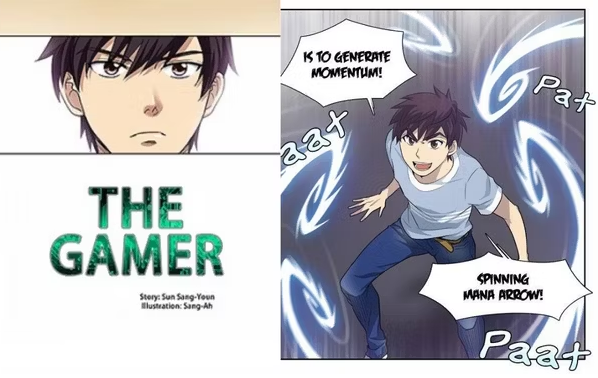 THE
GAMER
Story: Sun Sang-Youn
Illustration: Sang-Ah
IS TO GENERATE
MOMENTUM!
Pat
aat
Paat
SPINNING
MANA ARROW!
Paat